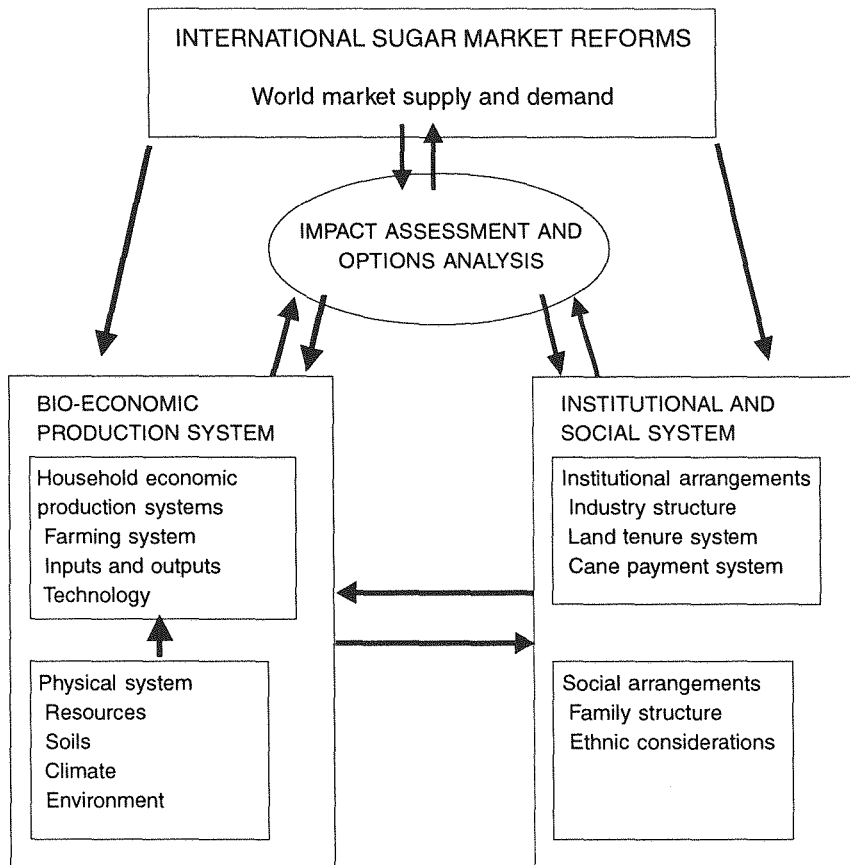 INTERNATIONAL SUGAR MARKET REFORMS
World market supply and demand
IMPACT ASSESSMENT AND
OPTIONS ANALYSIS
BIO-ECONOMIC
PRODUCTION SYSTEM
Household economic
production systems
Farming system
Inputs and outputs
Technology
Physical system
Resources
Soils
Climate
Environment
INSTITUTIONAL AND
SOCIAL SYSTEM
Institutional arrangements
Industry structure
Land tenure system
Cane payment system
Social arrangements
Family structure
Ethnic considerations